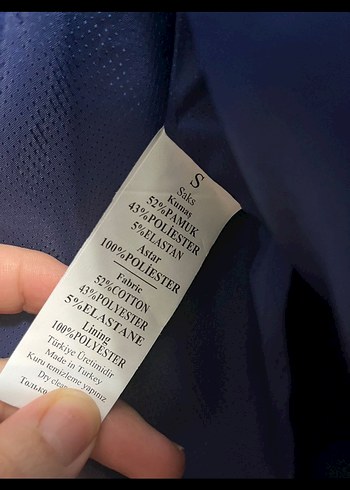 S
Saks
Kumaş
52%PAMUK
43%POLİESTER
5%ELASTAN
Astar
100%POLİESTER
Fabric
52%COTTON
43%POLYESTER
5%ELASTANE
Lining
100%POLYESTER
Türkiye Üretimidir
Made in Turkey
Kuru temizleme yapınız
Dry clean
Только